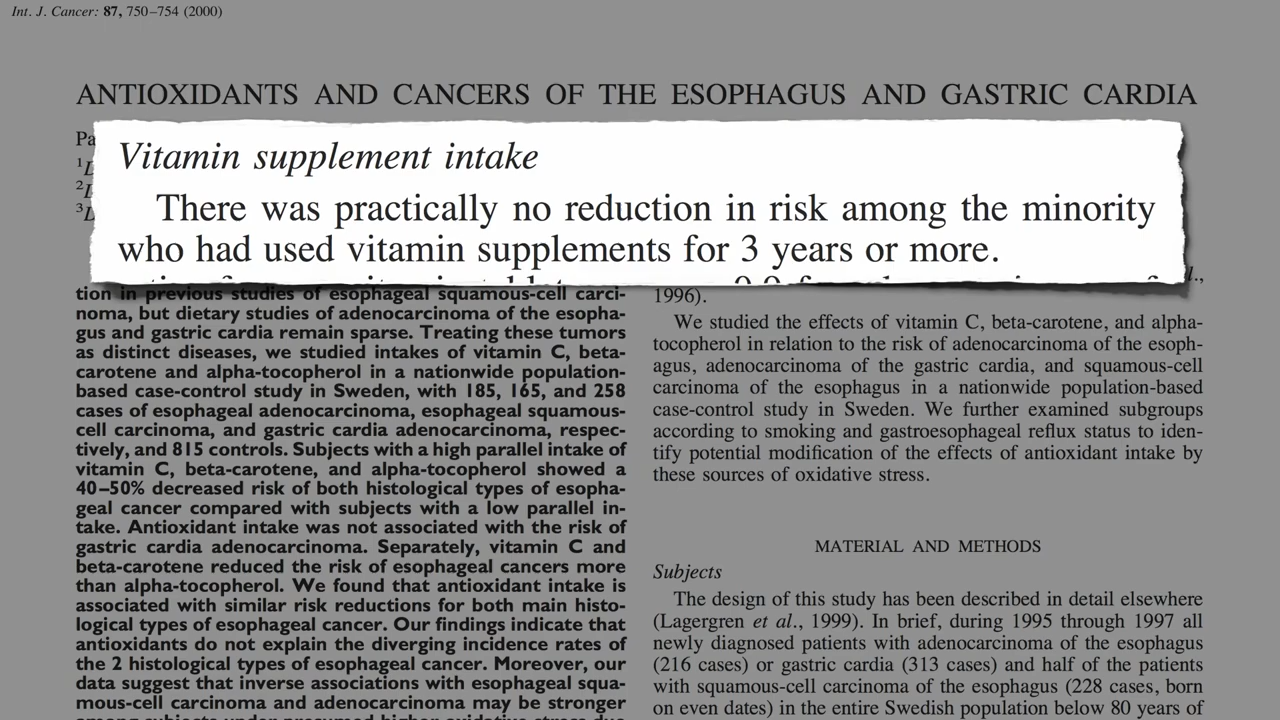 Int. J. Cancer: 87, 750–754 (2000)
ANTIOXIDANTS AND CANCERS OF THE ESOPHAGUS AND GASTRIC CARDIA
Vitamin supplement intake
There was practically no reduction in risk among the minority
who had used vitamin supplements for 3 years or more.
tion in previous studies of esophageal squamous-cell carci-
noma, but dietary studies of adenocarcinoma of the esopha-
gus and gastric cardia remain sparse. Treating these tumors
as distinct diseases, we studied intakes of vitamin C, beta-
carotene and alpha-tocopherol in a nationwide population-
based case-control study in Sweden, with 185, 165, and 258
cases of esophageal adenocarcinoma, esophageal squamous-
cell carcinoma, and gastric cardia adenocarcinoma, respec-
tively, and 815 controls. Subjects with a high parallel intake of
vitamin C, beta-carotene, and alpha-tocopherol showed a
40–50% decreased risk of both histological types of esopha-
geal cancer compared with subjects with a low parallel in-
take. Antioxidant intake was not associated with the risk of
gastric cardia adenocarcinoma. Separately, vitamin C and
beta-carotene reduced the risk of esophageal cancers more
than alpha-tocopherol. We found that antioxidant intake is
associated with similar risk reductions for both main histo-
logical types of esophageal cancer. Our findings indicate that
antioxidants do not explain the diverging incidence rates of
the 2 histological types of esophageal cancer. Moreover, our
data suggest that inverse associations with esophageal squa-
mous-cell carcinoma and adenocarcinoma may be stronger
1996).
We studied the effects of vitamin C, beta-carotene, and alpha-
tocopherol in relation to the risk of adenocarcinoma of the esoph-
agus, adenocarcinoma of the gastric cardia, and squamous-cell
carcinoma of the esophagus in a nationwide population-based
case-control study in Sweden. We further examined subgroups
according to smoking and gastroesophageal reflux status to iden-
tify potential modification of the effects of antioxidant intake by
these sources of oxidative stress.
MATERIAL AND METHODS
Subjects
The design of this study has been described in detail elsewhere
(Lagergren et al., 1999). In brief, during 1995 through 1997 all
newly diagnosed patients with adenocarcinoma of the esophagus
(216 cases) or gastric cardia (313 cases) and half of the patients
with squamous-cell carcinoma of the esophagus (228 cases, born
on even dates) in the entire Swedish population below 80 years of